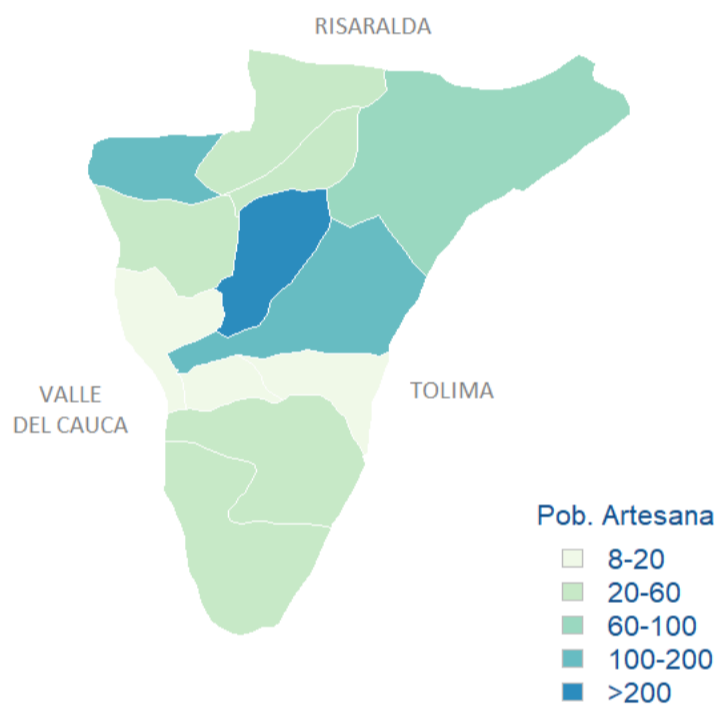 RISARALDA
VALLE
DEL CAUCA
TOLIMA
Pob. Artesana
8-20
20-60
60-100
100-200
>200